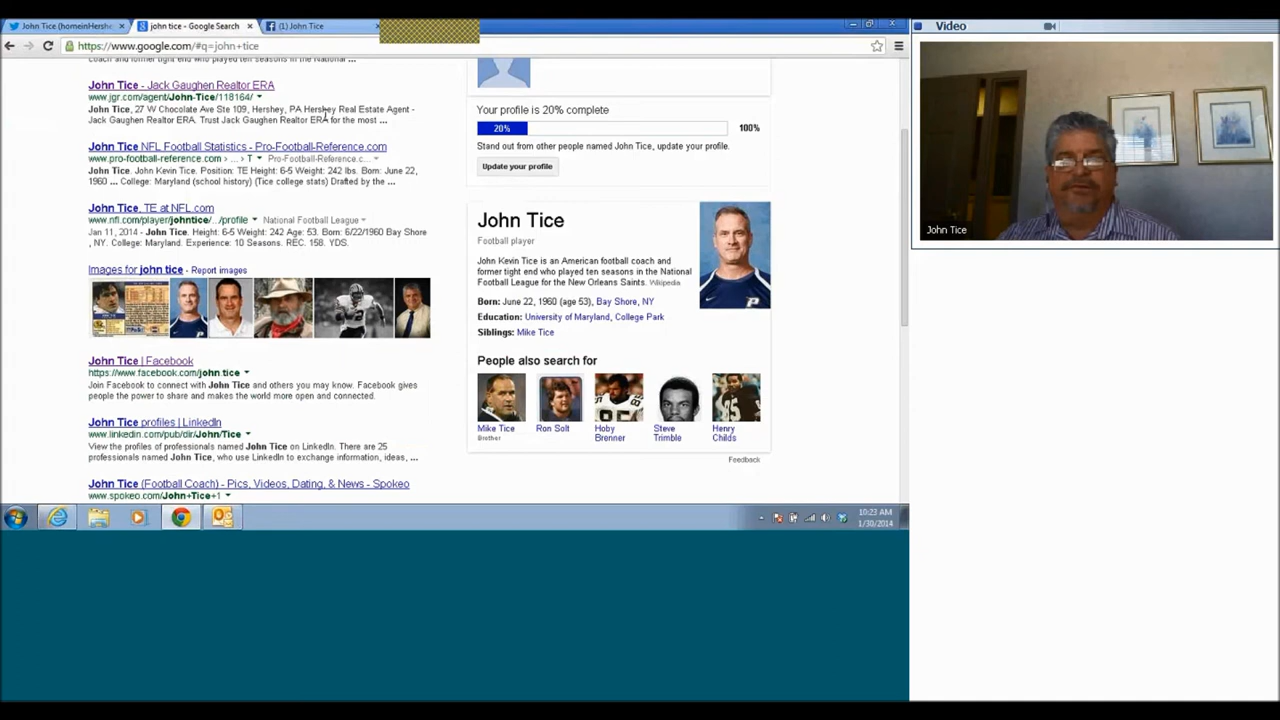 John Tice (homeinHershe
john tice - Google Search
(1) John Tice
https://www.google.com/#q=john+tice
coach and former tight end who played ten seasons in the National ...
John Tice - Jack Gaughen Realtor ERA
www.jgr.com/agent/John-Tice/118164/
John Tice, 27 W Chocolate Ave Ste 109, Hershey, PA Hershey Real Estate Agent -
Jack Gaughen Realtor ERA. Trust Jack Gaughen Realtor ERA for the most ...
John Tice NFL Football Statistics - Pro-Football-Reference.com
www.pro-football-reference.com › ... › T Pro-Football-Reference.c...
John Tice. John Kevin Tice. Position: TE Height: 6-5 Weight: 242 lbs. Born: June 22,
1960 ... College: Maryland (school history) (Tice college stats) Drafted by the ...
John Tice, TE at NFL.com
www.nfl.com/player/johntice/.../profile National Football League
Jan 11, 2014 - John Tice. Height: 6-5 Weight: 242 Age: 53. Born: 6/22/1960 Bay Shore
, NY. College: Maryland. Experience: 10 Seasons. REC. 158. YDS.
Images for john tice - Report images
John Tice | Facebook
https://www.facebook.com/john.tice
Join Facebook to connect with John Tice and others you may know. Facebook gives
people the power to share and makes the world more open and connected.
John Tice profiles | LinkedIn
www.linkedin.com/pub/dir/John/Tice
View the profiles of professionals named John Tice on LinkedIn. There are 25
professionals named John Tice, who use LinkedIn to exchange information, ideas, ...
John Tice (Football Coach) - Pics, Videos, Dating, & News - Spokeo
www.spokeo.com/John+Tice+1
Your profile is 20% complete
20% 100%
Stand out from other people named John Tice, update your profile.
Update your profile
John Tice
Football player
John Kevin Tice is an American football coach and
former tight end who played ten seasons in the National
Football League for the New Orleans Saints. Wikipedia
Born: June 22, 1960 (age 53), Bay Shore, NY
Education: University of Maryland, College Park
Siblings: Mike Tice
People also search for
Mike Tice
Brother
Ron Solt
Hoby
Brenner
Steve
Trimble
Henry
Childs
Feedback
10:23 AM
1/30/2014
Video
John Tice